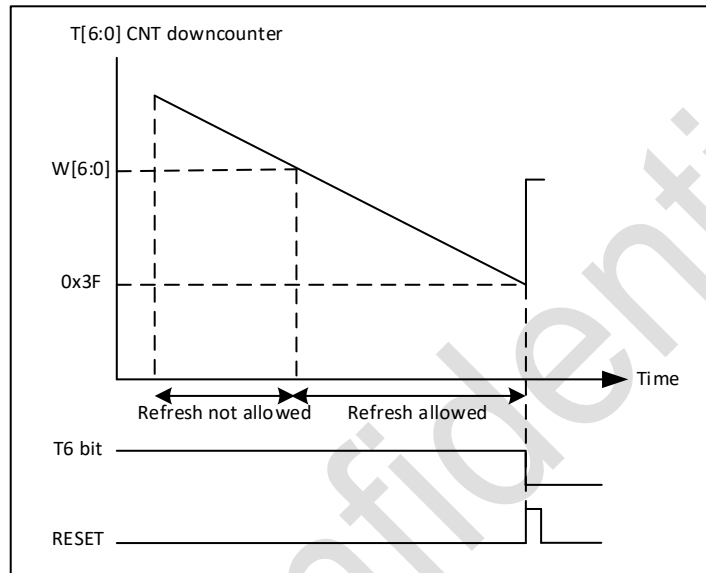 T[6:0] CNT downcounter
W[6:0]
0x3F
Time
Refresh not allowed
Refresh allowed
T6 bit
RESET